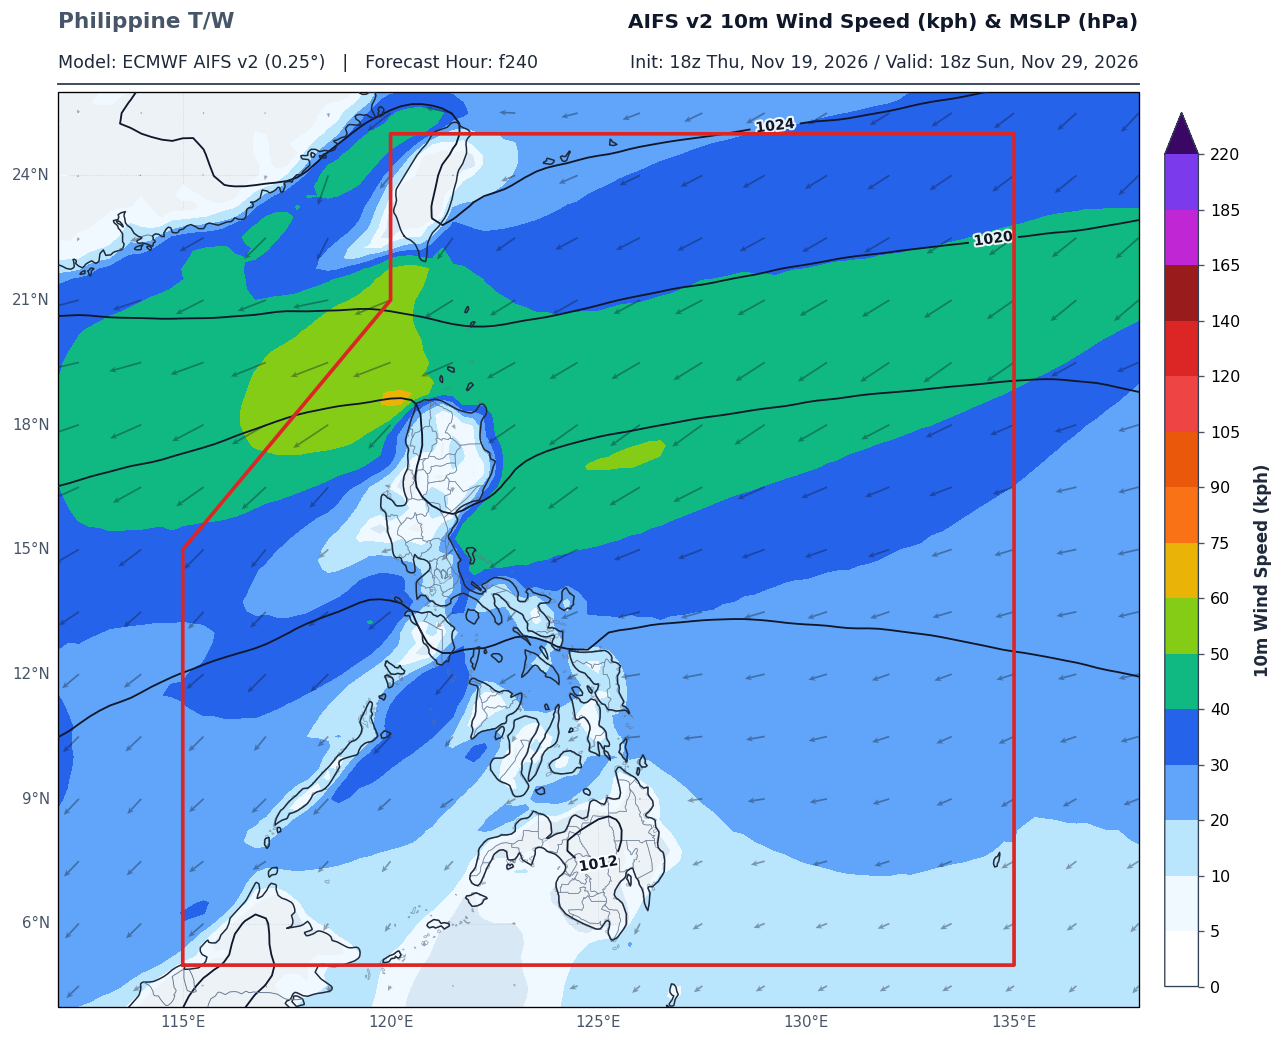 Philippine T/W
AIFS v2 10m Wind Speed (kph) & MSLP (hPa)
Model: ECMWF AIFS v2 (0.25°) | Forecast Hour: f240
Init: 18z Thu, Nov 19, 2026 / Valid: 18z Sun, Nov 29, 2026
1024
1020
1012
24°N
21°N
18°N
15°N
12°N
9°N
6°N
115°E
120°E
125°E
130°E
135°E
220
185
165
140
120
105
90
75
60
50
40
30
20
10
5
0
10m Wind Speed (kph)